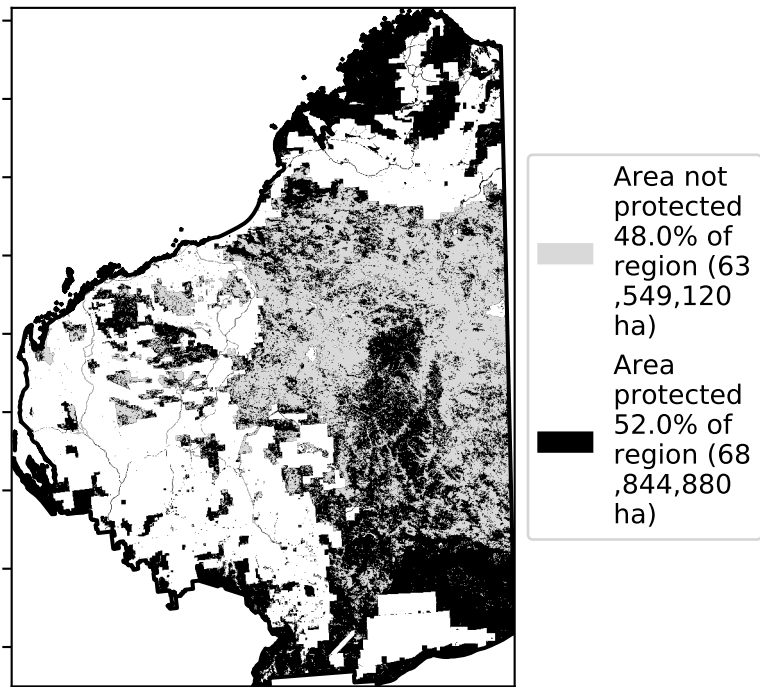 Area not
protected
48.0% of
region (63
,549,120
ha)
Area
protected
52.0% of
region (68
,844,880
ha)